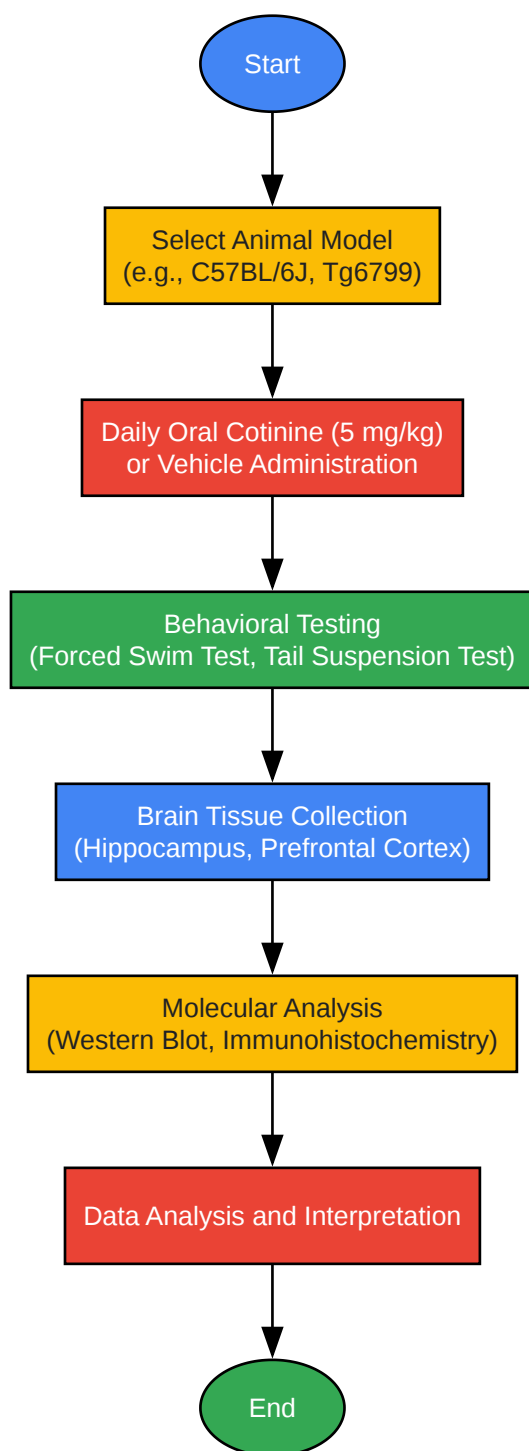 Start
Select Animal Model
(e.g., C57BL/6J, Tg6799)
Daily Oral Cotinine (5 mg/kg)
or Vehicle Administration
Behavioral Testing
(Forced Swim Test, Tail Suspension Test)
Brain Tissue Collection
(Hippocampus, Prefrontal Cortex)
Molecular Analysis
(Western Blot, Immunohistochemistry)
Data Analysis and Interpretation
End